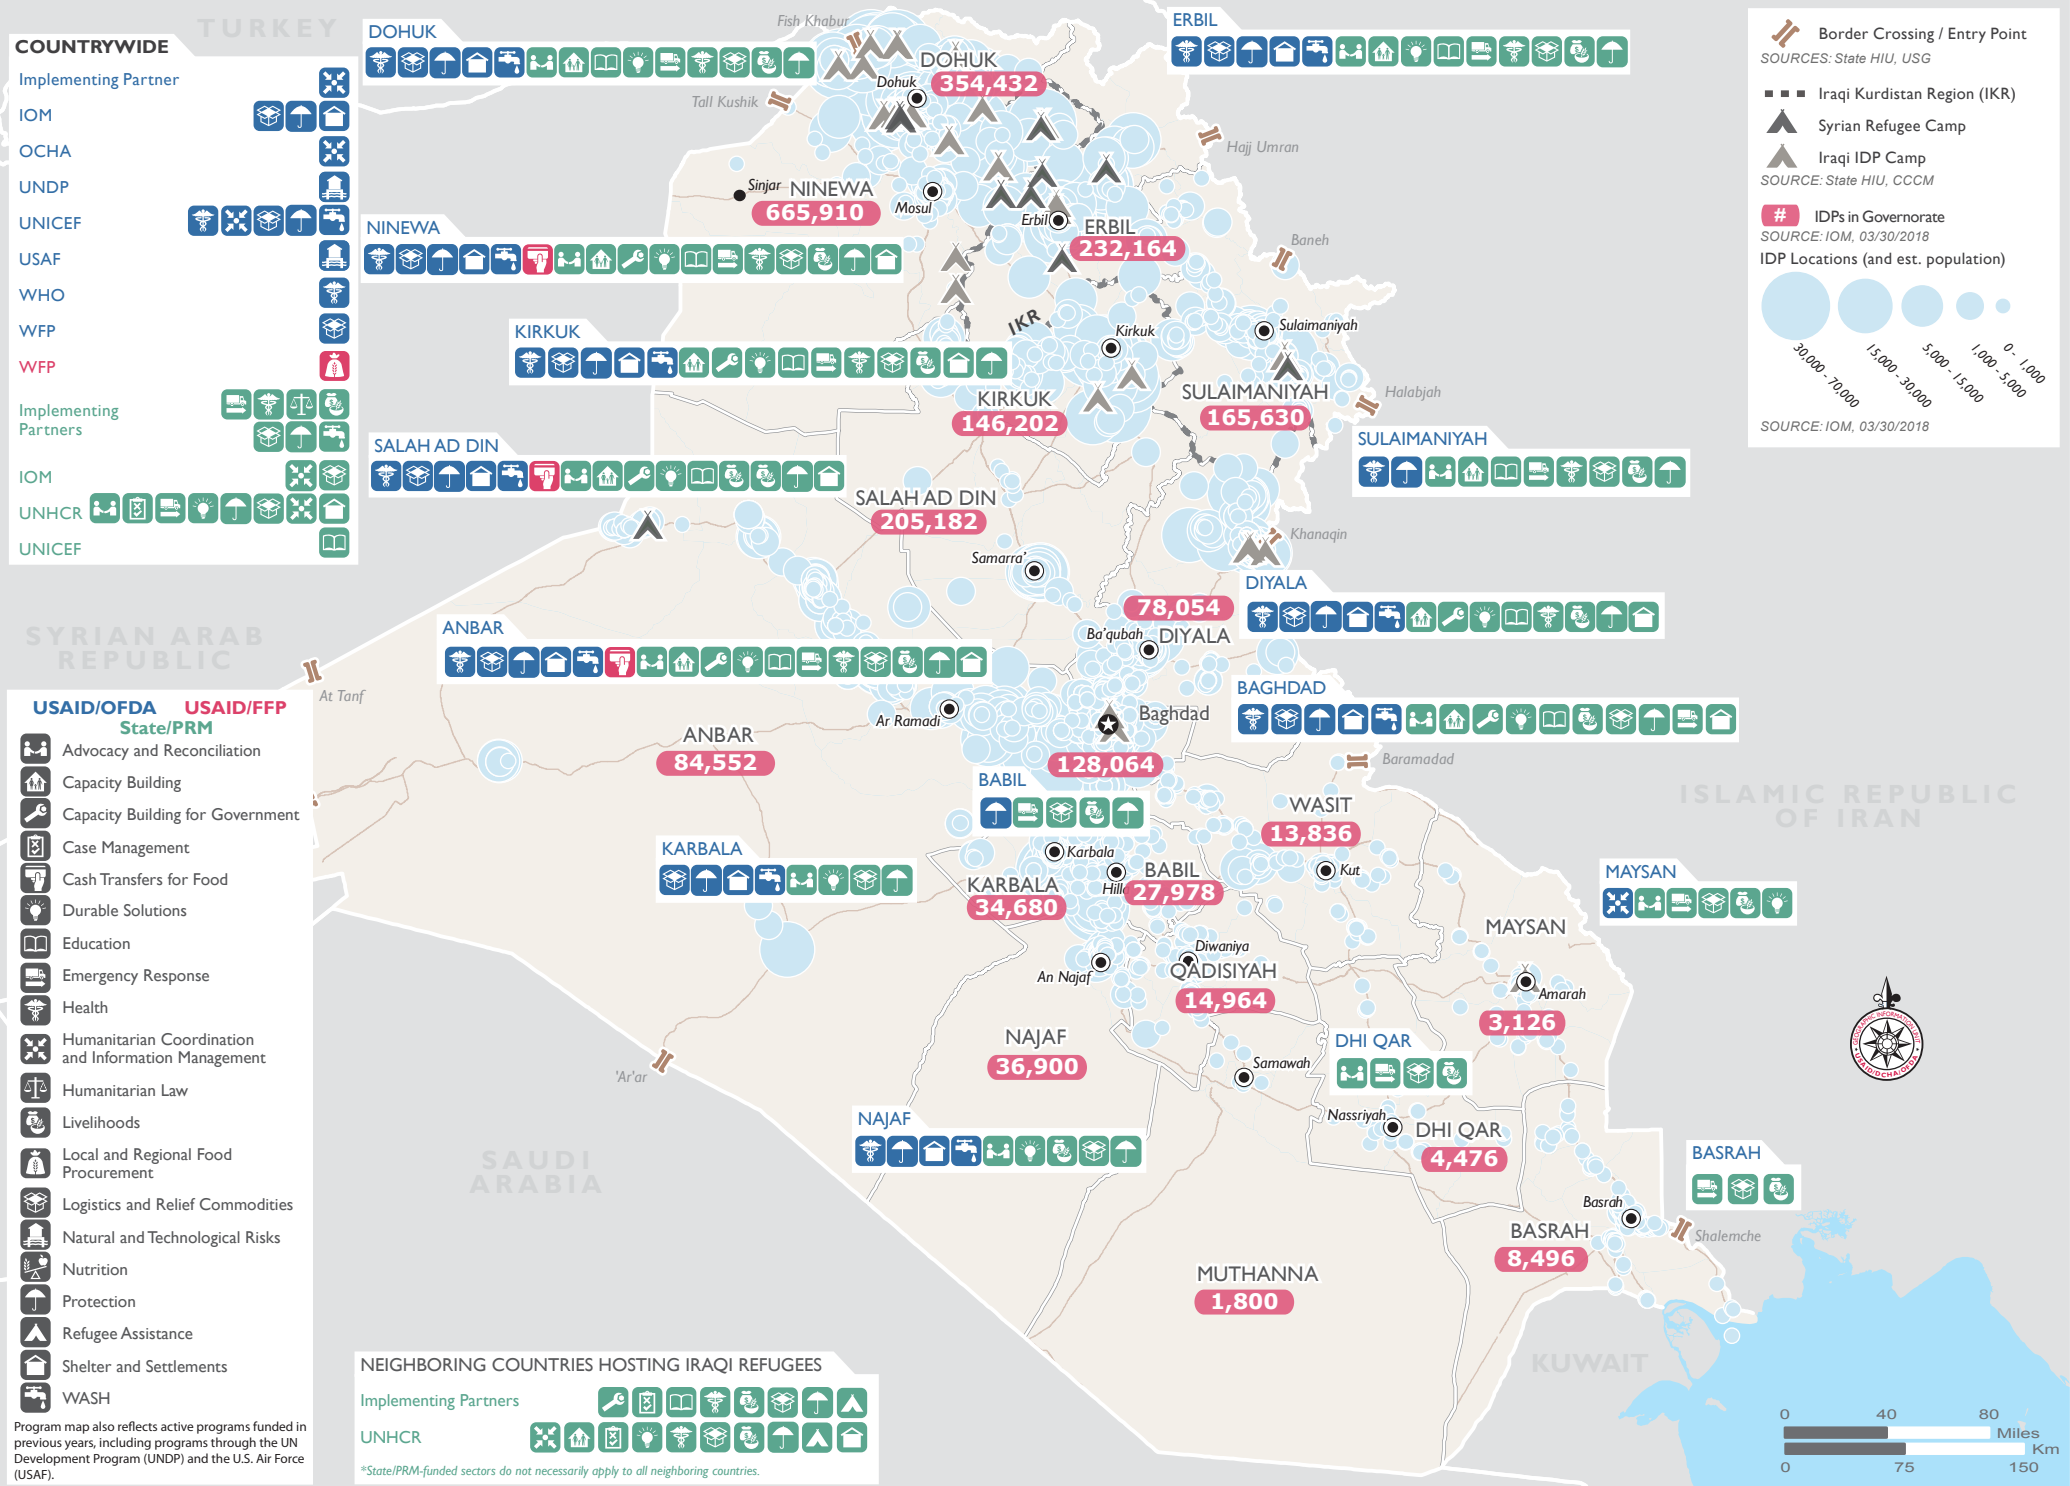 TURKEY
COUNTRYWIDE
Implementing Partner
IOM
OCHA
UNDP
UNICEF
USAF
WHO
WFP
WFP
Implementing
Partners
IOM
UNHCR
UNICEF
DOHUK
Fish Khabur
DOHUK
Dohuk
354,432
Tall Kushik
ERBIL
Hajj Umran
Sinjar
NINEWA
665,910
Mosul
NINEWA
Erbil
ERBIL
232,164
Baneh
KIRKUK
IKR
Kirkuk
Sulaimaniyah
KIRKUK
146,202
SULAIMANIYAH
165,630
Halabjah
SALAH AD DIN
SULAIMANIYAH
SALAH AD DIN
205,182
Khanaqin
Samarra'
DIYALA
78,054
Ba'qubah
DIYALA
SYRIAN ARAB
REPUBLIC
ANBAR
At Tanf
BAGHDAD
Ar Ramadi
Baghdad
ANBAR
84,552
128,064
Baramadad
BABIL
WASIT
13,836
ISLAMIC REPUBLIC
OF IRAN
KARBALA
Karbala
Kut
KARBALA
34,680
Hilla
BABIL
27,978
MAYSAN
MAYSAN
Diwaniya
An Najaf
QADISIYAH
14,964
Amarah
3,126
NAJAF
36,900
DHI QAR
Samawah
'Ar'ar
NAJAF
Nassriyah
DHI QAR
4,476
SAUDI
ARABIA
BASRAH
Basrah
BASRAH
8,496
Shalemche
MUTHANNA
1,800
KUWAIT
Border Crossing / Entry Point
SOURCES: State HIU, USG
Iraqi Kurdistan Region (IKR)
Syrian Refugee Camp
Iraqi IDP Camp
SOURCE: State HIU, CCCM
# IDPs in Governorate
SOURCE: IOM, 03/30/2018
IDP Locations (and est. population)
30,000 - 70,000
15,000 - 30,000
5,000 - 15,000
1,000 - 5,000
0 - 1,000
SOURCE: IOM, 03/30/2018
USAID/OFDA USAID/FFP
State/PRM
Advocacy and Reconciliation
Capacity Building
Capacity Building for Government
Case Management
Cash Transfers for Food
Durable Solutions
Education
Emergency Response
Health
Humanitarian Coordination
and Information Management
Humanitarian Law
Livelihoods
Local and Regional Food
Procurement
Logistics and Relief Commodities
Natural and Technological Risks
Nutrition
Protection
Refugee Assistance
Shelter and Settlements
WASH
Program map also reflects active programs funded in
previous years, including programs through the UN
Development Program (UNDP) and the U.S. Air Force
(USAF).
NEIGHBORING COUNTRIES HOSTING IRAQI REFUGEES
Implementing Partners
UNHCR
*State/PRM-funded sectors do not necessarily apply to all neighboring countries.
GEOGRAPHIC INFORMATION UNIT
USAID/DCHA/OFDA
0 40 80
Miles
Km
0 75 150